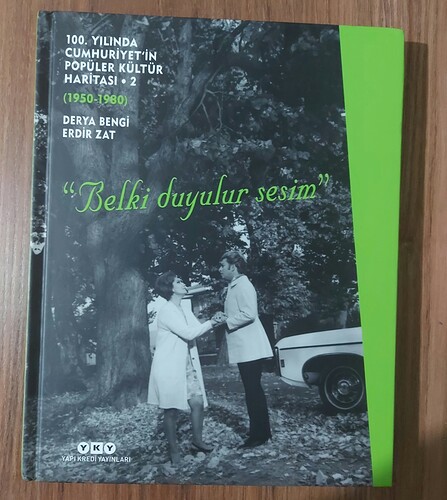 100. YILINDA
CUMHURİYET'İN
POPÜLER KÜLTÜR
HARİTASI • 2
(1950-1980)
DERYA BENGİ
ERDİR ZAT
"Belki duyulur sesim"
YKY
YAPI KREDİ YAYINLARI